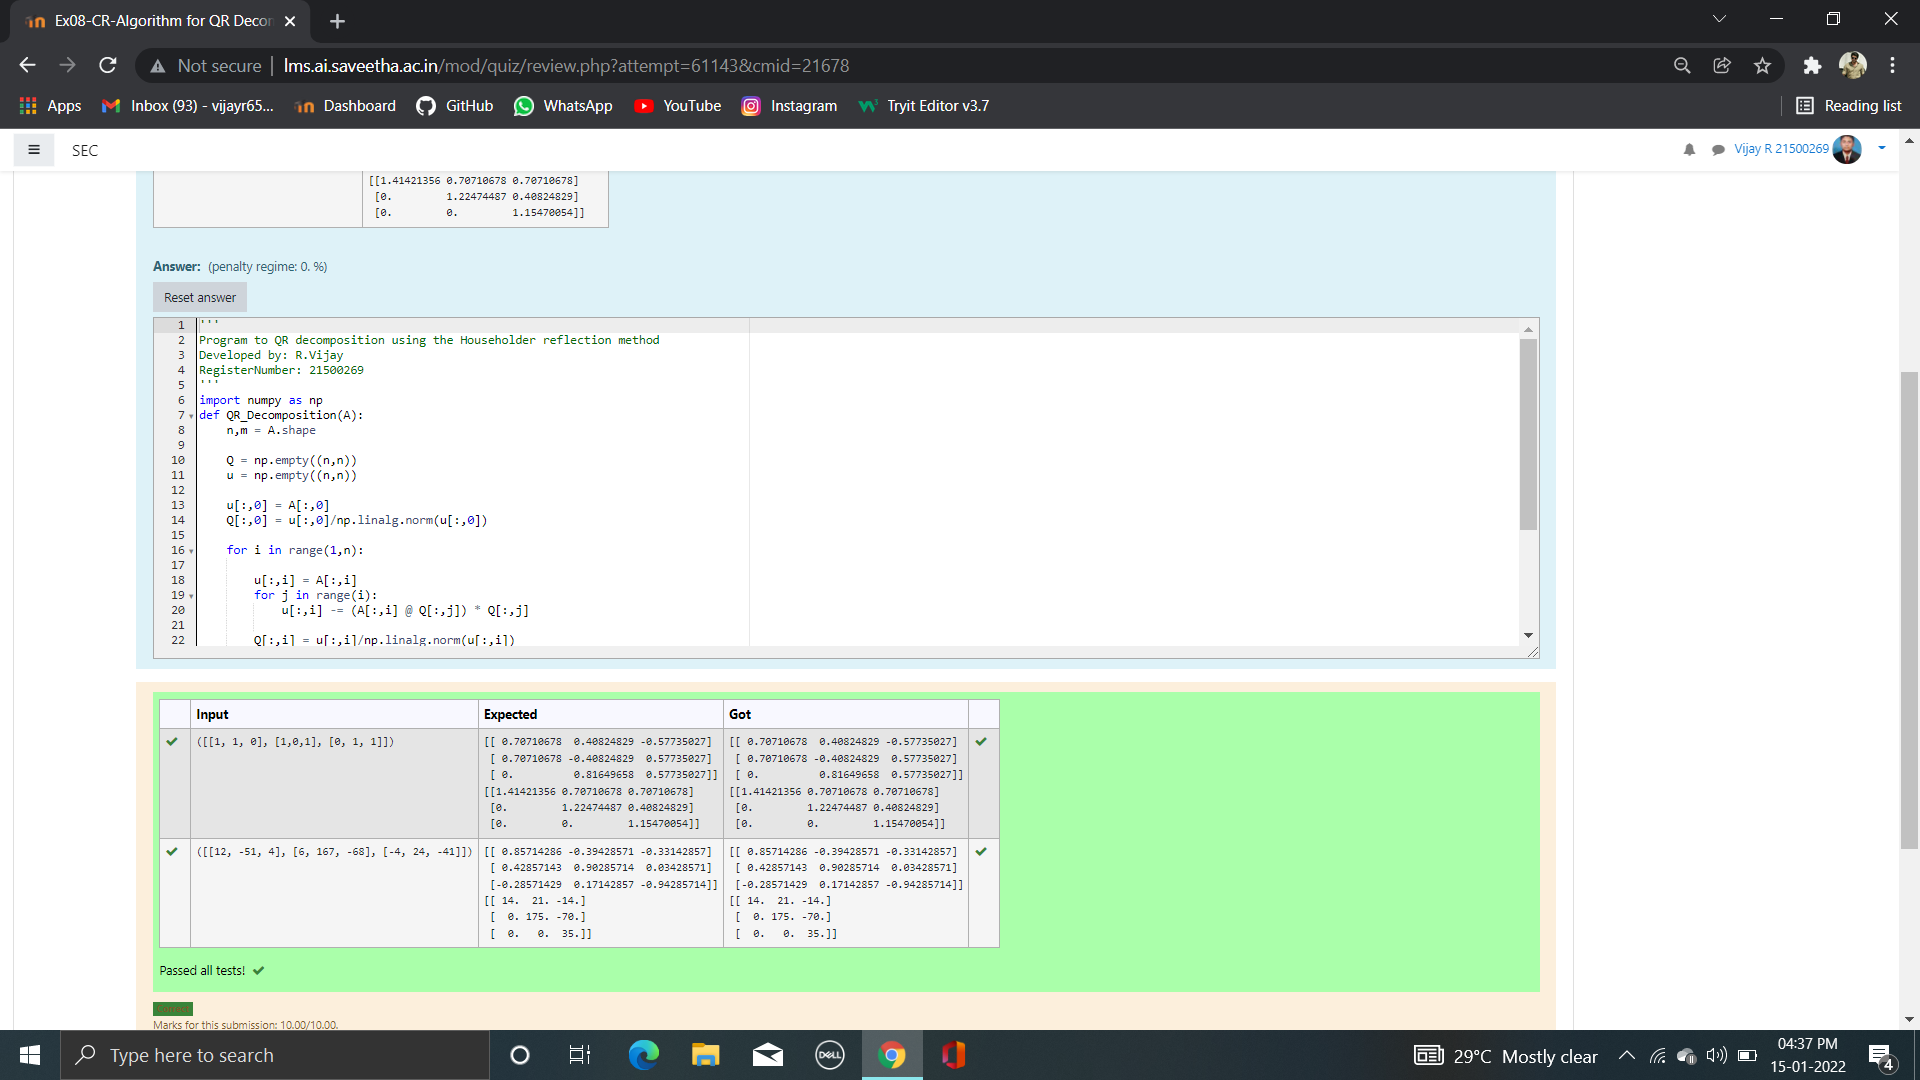 Ex08-CR-Algorithm for QR Decom
Not secure | lms.ai.saveetha.ac.in/mod/quiz/review.php?attempt=61143&cmid=21678
Apps Inbox (93) - vijayr65... Dashboard GitHub WhatsApp YouTube Instagram Tryit Editor v3.7 Reading list
SEC Vijay R 21500269
[[1.41421356 0.70710678 0.70710678]
[0. 1.22474487 0.40824829]
[0. 0. 1.15470054]]
Answer: (penalty regime: 0. %)
Reset answer
1 '''
2 Program to QR decomposition using the Householder reflection method
3 Developed by: R.Vijay
4 RegisterNumber: 21500269
5 '''
6 import numpy as np
7 def QR_Decomposition(A):
8 n,m = A.shape
9
10 Q = np.empty((n,n))
11 u = np.empty((n,n))
12
13 u[:,0] = A[:,0]
14 Q[:,0] = u[:,0]/np.linalg.norm(u[:,0])
15
16 for i in range(1,n):
17
18 u[:,i] = A[:,i]
19 for j in range(i):
20 u[:,i] -= (A[:,i] @ Q[:,j]) * Q[:,j]
21
22 Q[:,i] = u[:,i]/np.linalg.norm(u[:,i])
Input Expected Got
([[1, 1, 0], [1,0,1], [0, 1, 1]]) [[ 0.70710678 0.40824829 -0.57735027] [[ 0.70710678 0.40824829 -0.57735027]
[ 0.70710678 -0.40824829 0.57735027] [ 0.70710678 -0.40824829 0.57735027]
[ 0. 0.81649658 0.57735027]] [ 0. 0.81649658 0.57735027]]
[[1.41421356 0.70710678 0.70710678] [[1.41421356 0.70710678 0.70710678]
[0. 1.22474487 0.40824829] [0. 1.22474487 0.40824829]
[0. 0. 1.15470054]] [0. 0. 1.15470054]]
([[12, -51, 4], [6, 167, -68], [-4, 24, -41]]) [[ 0.85714286 -0.39428571 -0.33142857] [[ 0.85714286 -0.39428571 -0.33142857]
[ 0.42857143 0.90285714 0.03428571] [ 0.42857143 0.90285714 0.03428571]
[-0.28571429 0.17142857 -0.94285714]] [-0.28571429 0.17142857 -0.94285714]]
[[ 14. 21. -14.] [[ 14. 21. -14.]
[ 0. 175. -70.] [ 0. 175. -70.]
[ 0. 0. 35.]] [ 0. 0. 35.]]
Passed all tests!
Marks for this submission: 10.00/10.00.
Type here to search
DELL
29°C Mostly clear
04:37 PM
15-01-2022
4